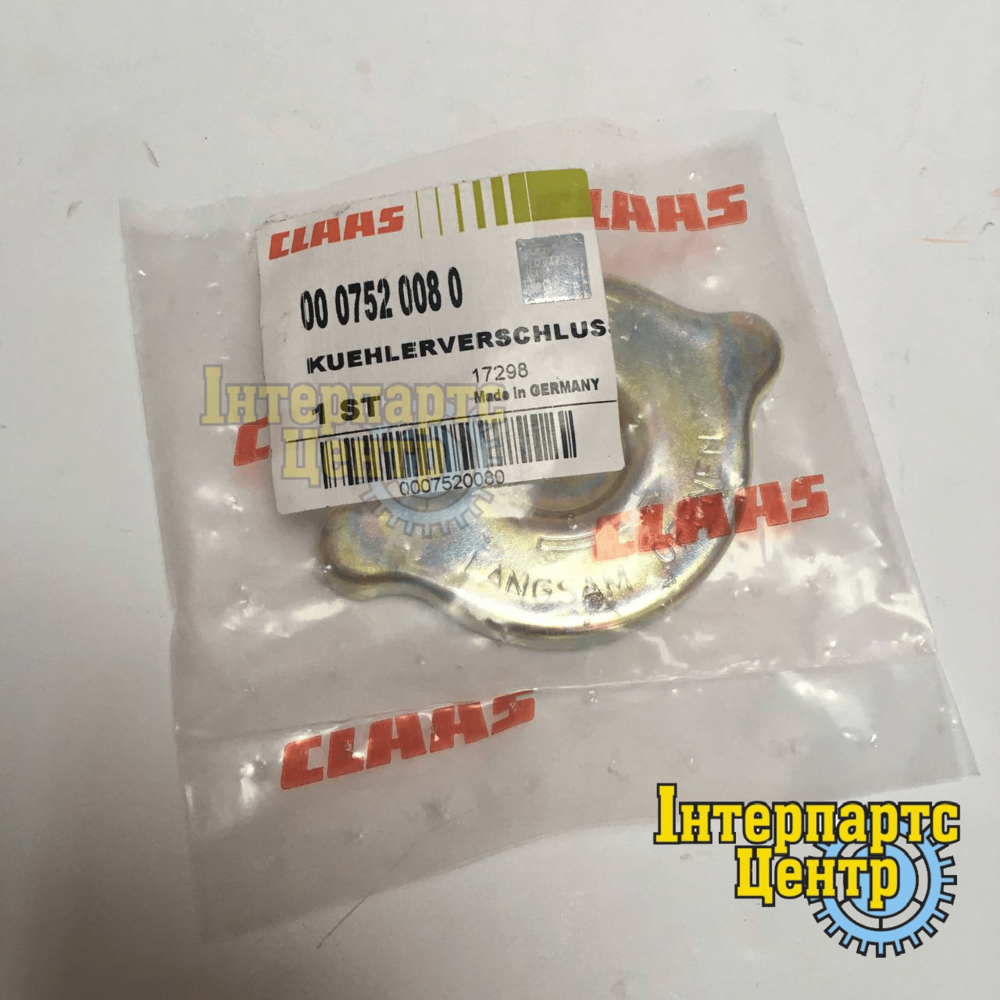 CLAAS
CLAAS
00 0752 008 0
KUEHLERVERSCHLUS
17298
Made in GERMANY
1 ST
0007520080
Інтерпартс
Центр
CLAAS
LANGSAM
CLAAS
Інтерпартс
Центр